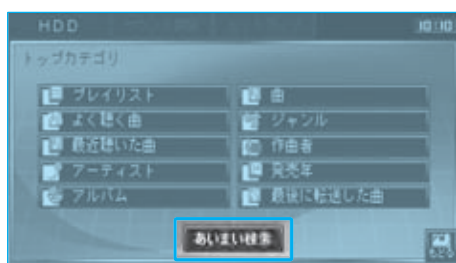 HDD 10:10
トップカテゴリ
プレイリスト
よく聴く曲
最近聴いた曲
アーティスト
アルバム
曲
ジャンル
作曲者
発売年
最後に転送した曲
あいまい検索
もどる